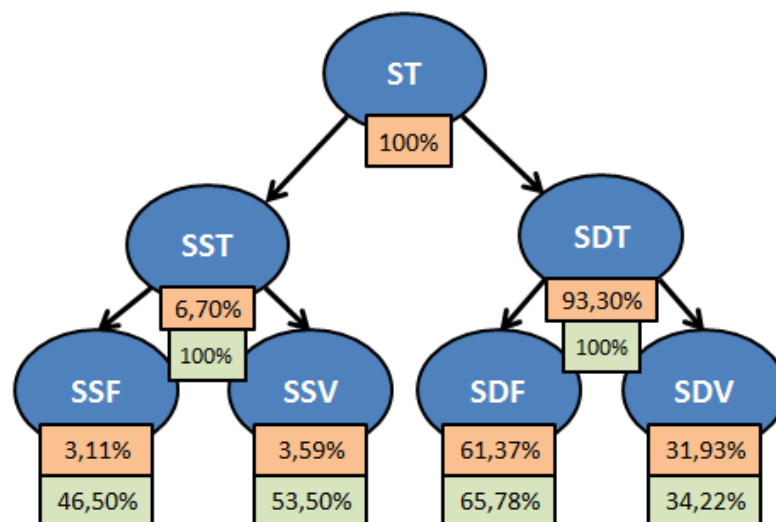 ST
100%
SST
SDT
6,70%
93,30%
100%
100%
SSF
SSV
SDF
SDV
3,11%
3,59%
61,37%
31,93%
46,50%
53,50%
65,78%
34,22%